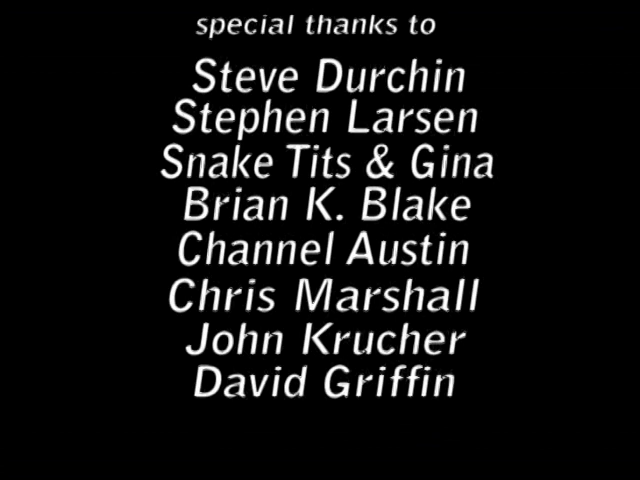 special thanks to
Steve Durchin
Stephen Larsen
Snake Tits & Gina
Brian K. Blake
Channel Austin
Chris Marshall
John Krucher
David Griffin